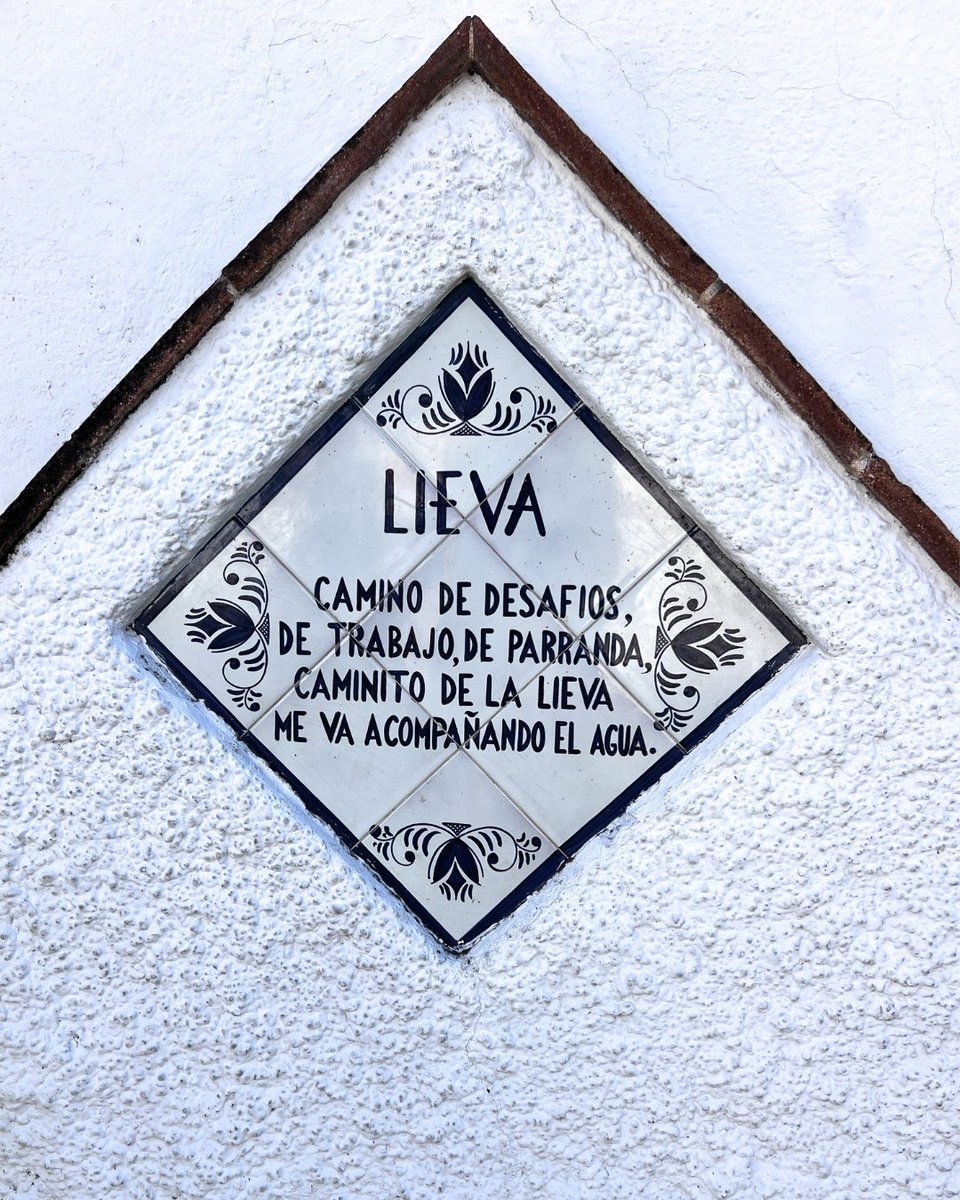 LIEVA
CAMINO DE DESAFIOS,
DE TRABAJO, DE PARRANDA,
CAMINITO DE LA LIEVA
ME VA ACOMPAÑANDO EL AGUA.